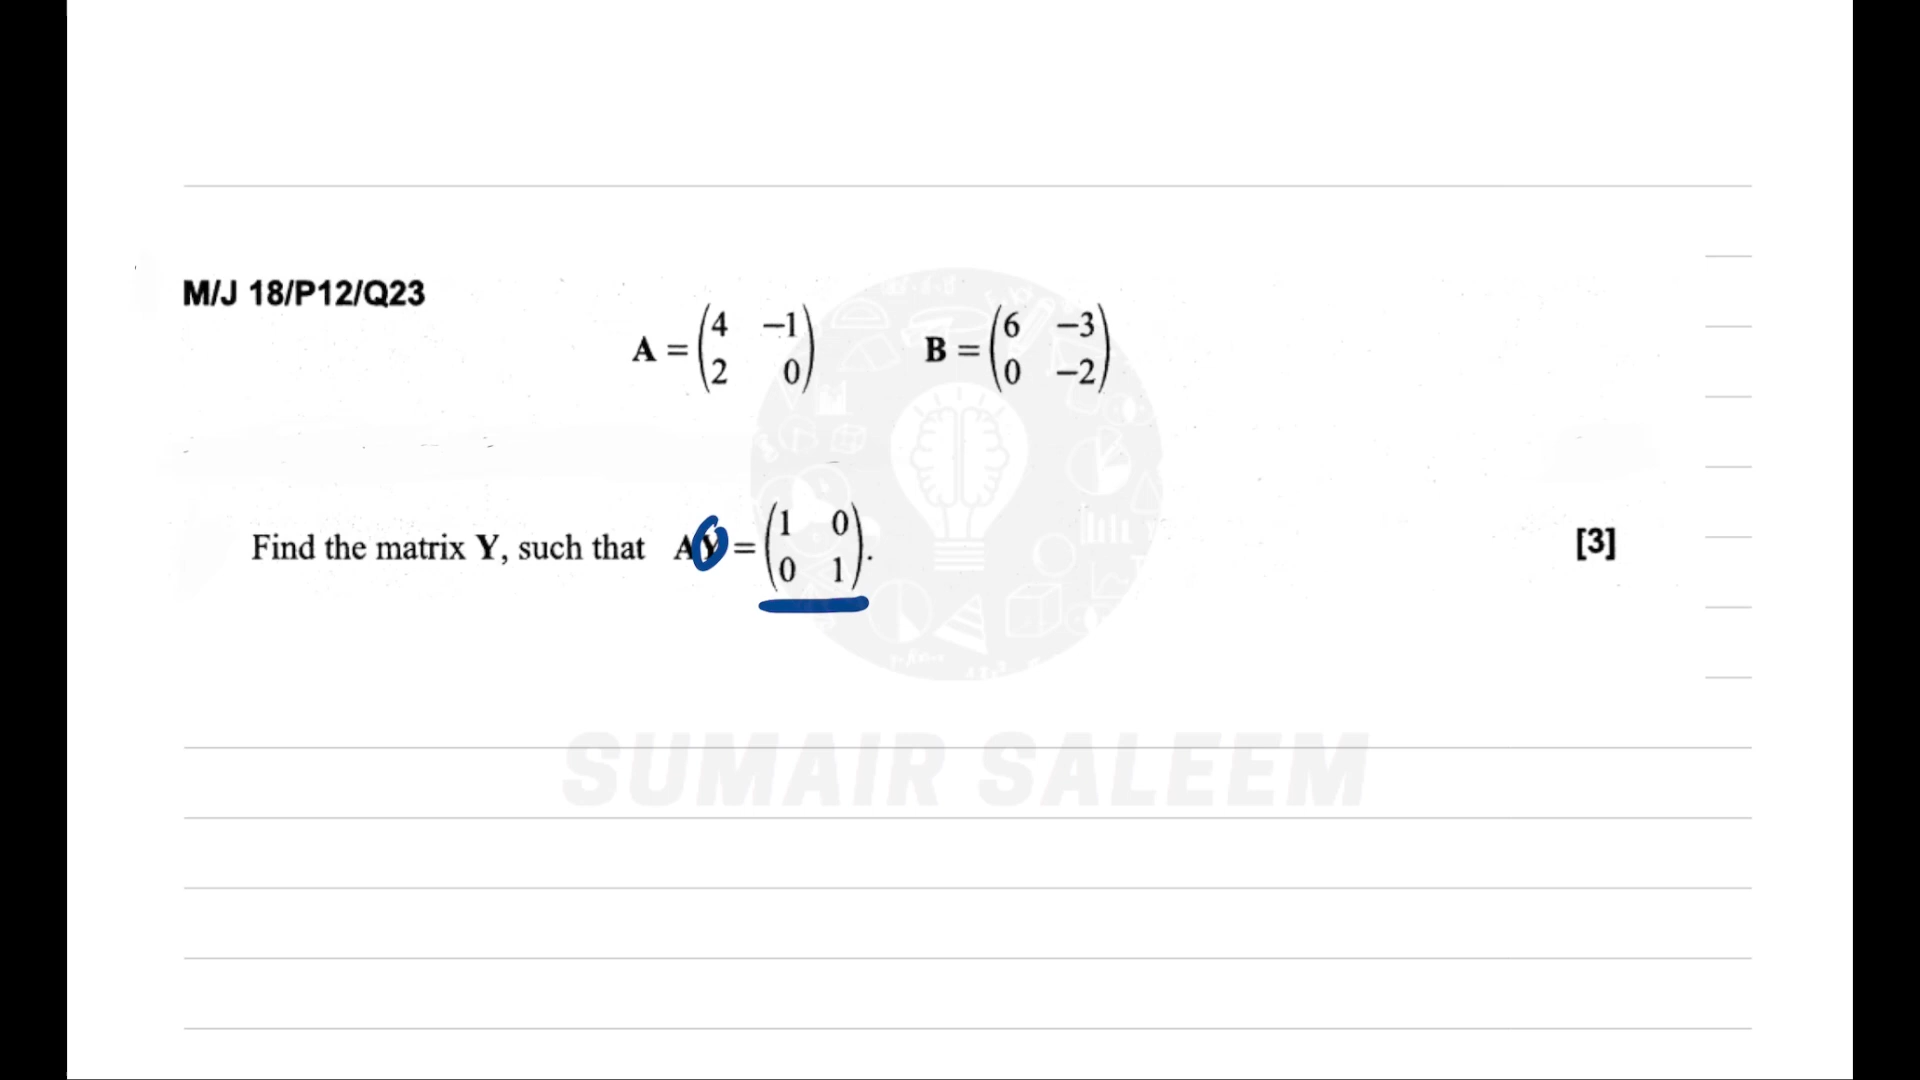 M/J 18/P12/Q23
A = (4 −1
2 0) B = (6 −3
0 −2)
Find the matrix Y, such that AY = (1 0
0 1). [3]
SUMAIR SALEEM